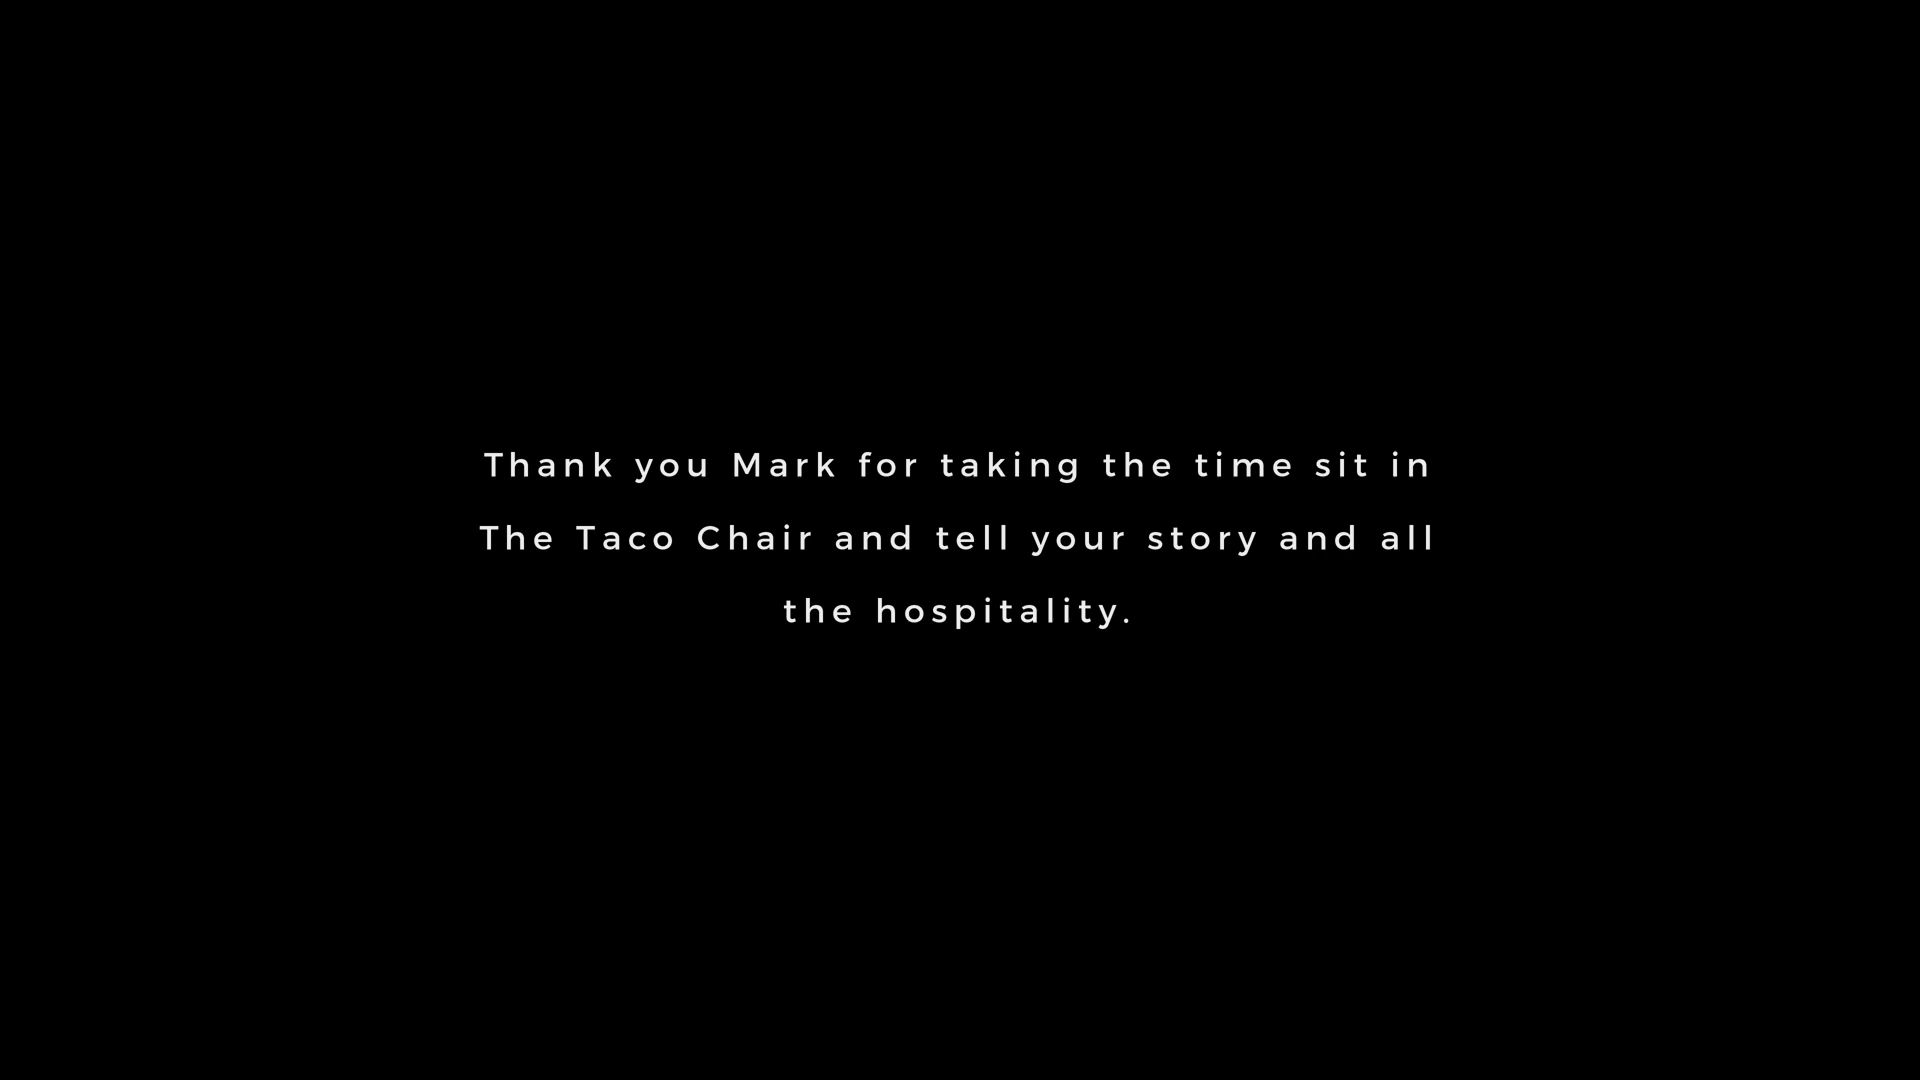 Thank you Mark for taking the time sit in
The Taco Chair and tell your story and all
the hospitality.